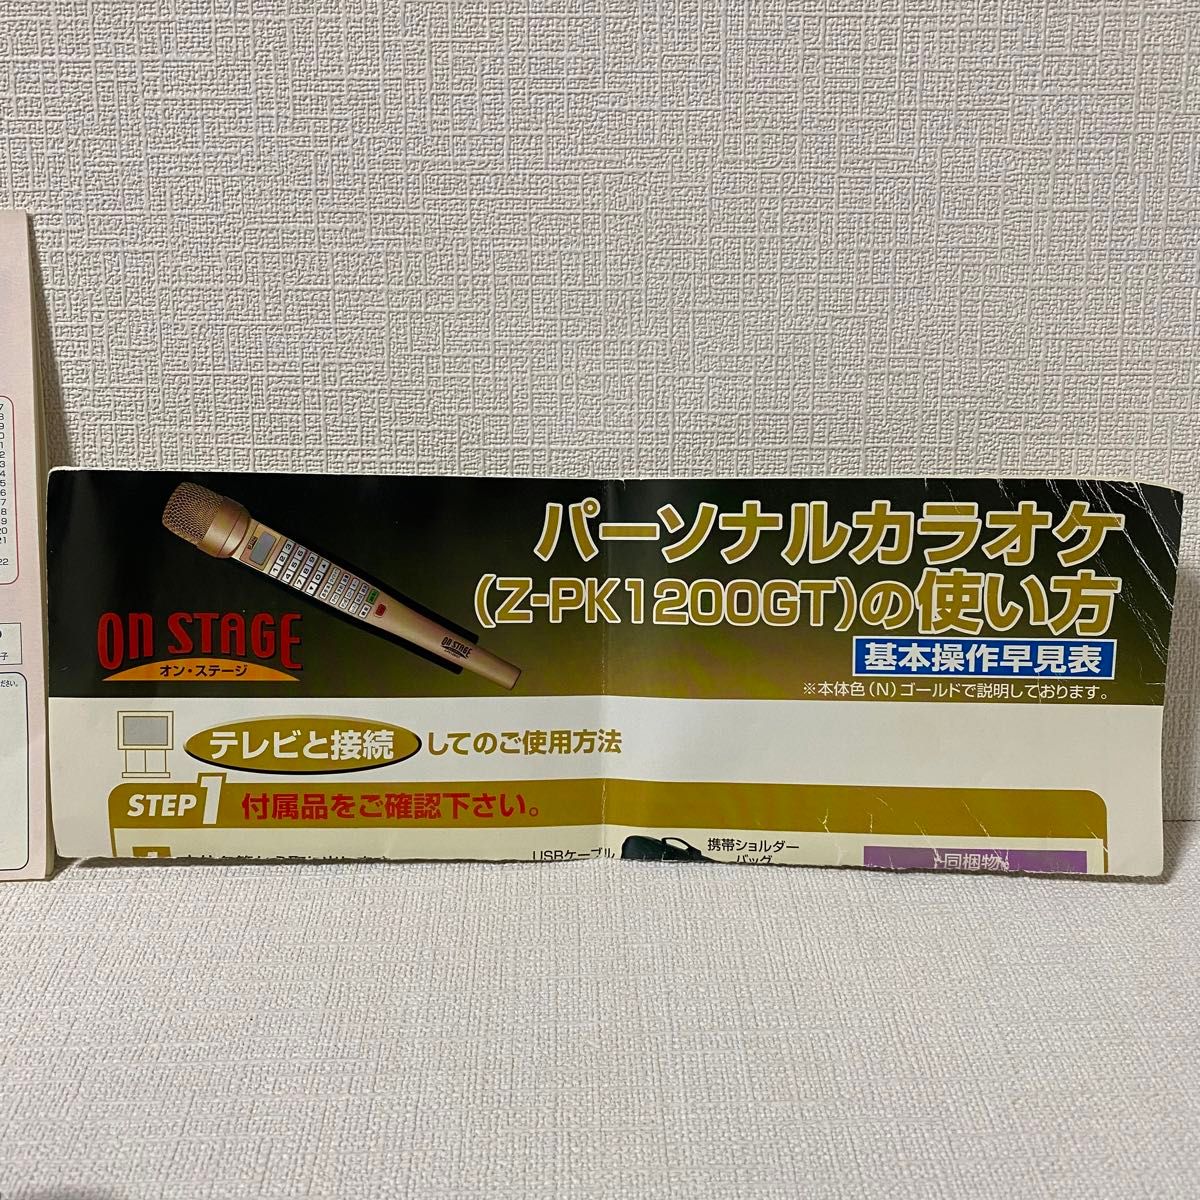 パーソナルカラオケ
(Z-PK1200GT)の使い方
基本操作早見表
※本体色(N)ゴールドで説明しております。
ON STAGE
オン・ステージ
ON STAGE
テレビと接続 してのご使用方法
STEP1 付属品をご確認下さい。
USBケーブル
携帯ショルダー
バッグ
同梱物